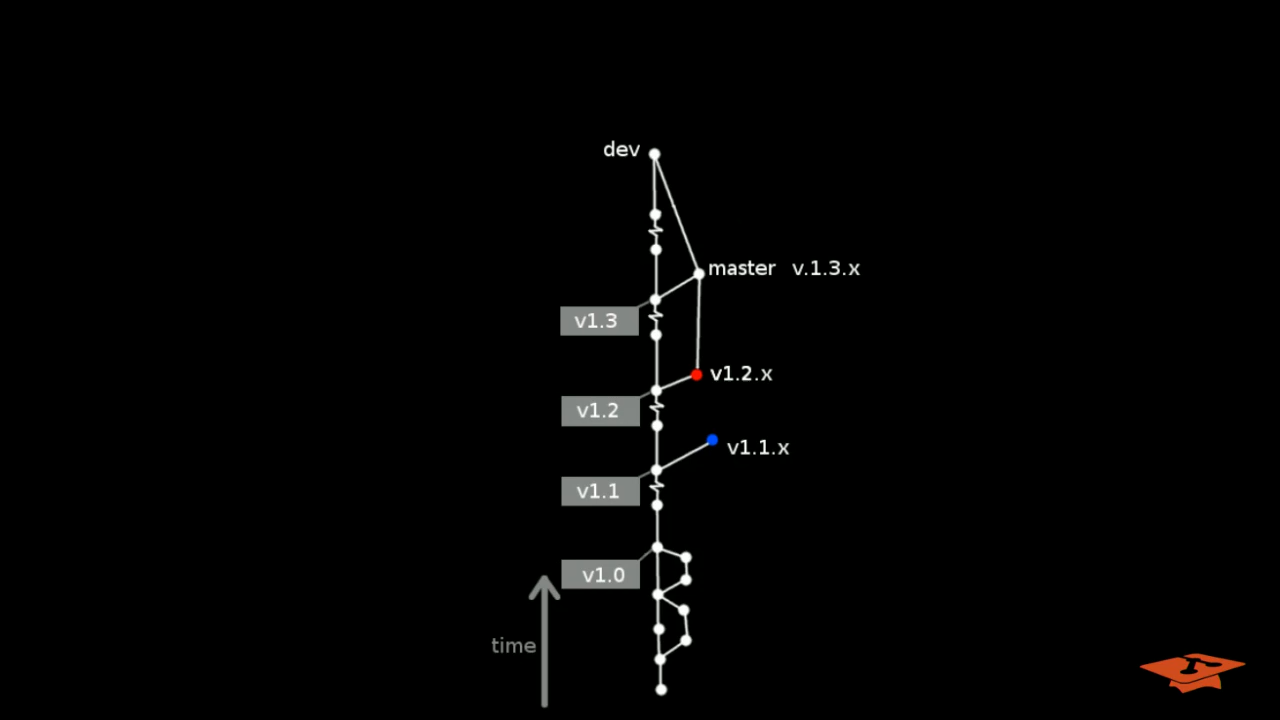 dev
master v.1.3.x
v1.3
v1.2.x
v1.2
v1.1.x
v1.1
v1.0
time